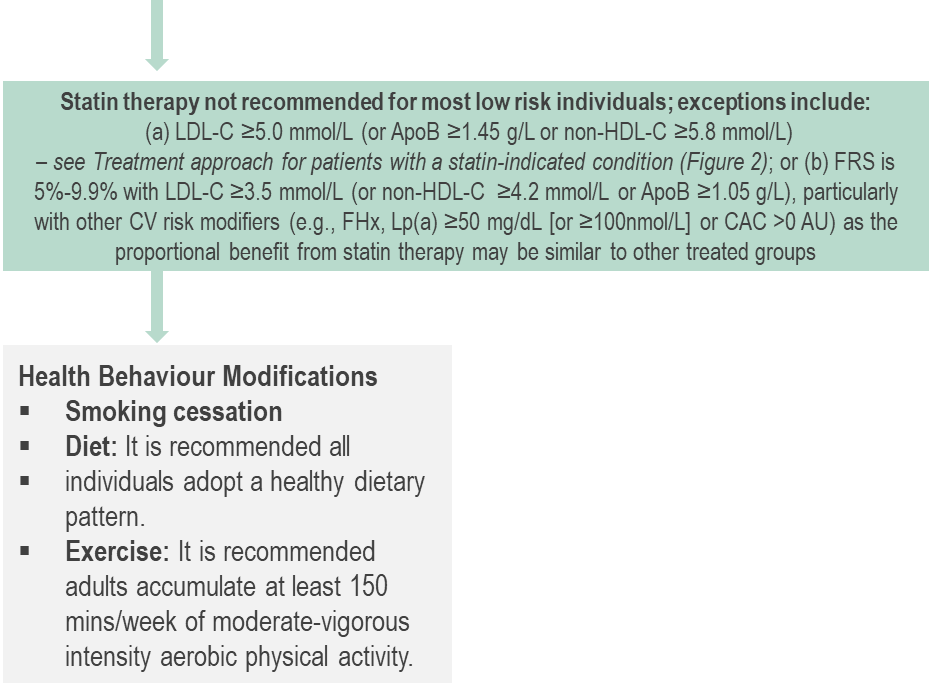 Statin therapy not recommended for most low risk individuals; exceptions include:
(a) LDL-C ≥5.0 mmol/L (or ApoB ≥1.45 g/L or non-HDL-C ≥5.8 mmol/L)
– see Treatment approach for patients with a statin-indicated condition (Figure 2); or (b) FRS is
5%-9.9% with LDL-C ≥3.5 mmol/L (or non-HDL-C ≥4.2 mmol/L or ApoB ≥1.05 g/L), particularly
with other CV risk modifiers (e.g., FHx, Lp(a) ≥50 mg/dL [or ≥100nmol/L] or CAC >0 AU) as the
proportional benefit from statin therapy may be similar to other treated groups
Health Behaviour Modifications
▪ Smoking cessation
▪ Diet: It is recommended all
▪ individuals adopt a healthy dietary
pattern.
▪ Exercise: It is recommended
adults accumulate at least 150
mins/week of moderate-vigorous
intensity aerobic physical activity.